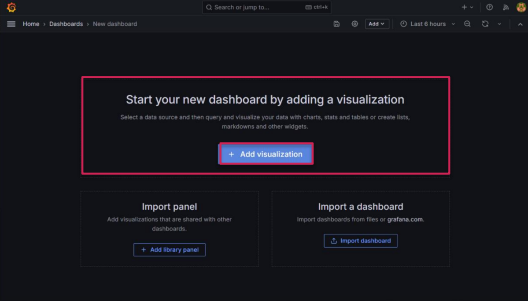 Search or jump to...
ctrl+k
Home › Dashboards › New dashboard
Add
Last 6 hours
Start your new dashboard by adding a visualization
Select a data source and then query and visualize your data with charts, stats and tables or create lists,
markdowns and other widgets.
+ Add visualization
Import panel
Add visualizations that are shared with other
dashboards.
+ Add library panel
Import a dashboard
Import dashboards from files or grafana.com.
Import dashboard